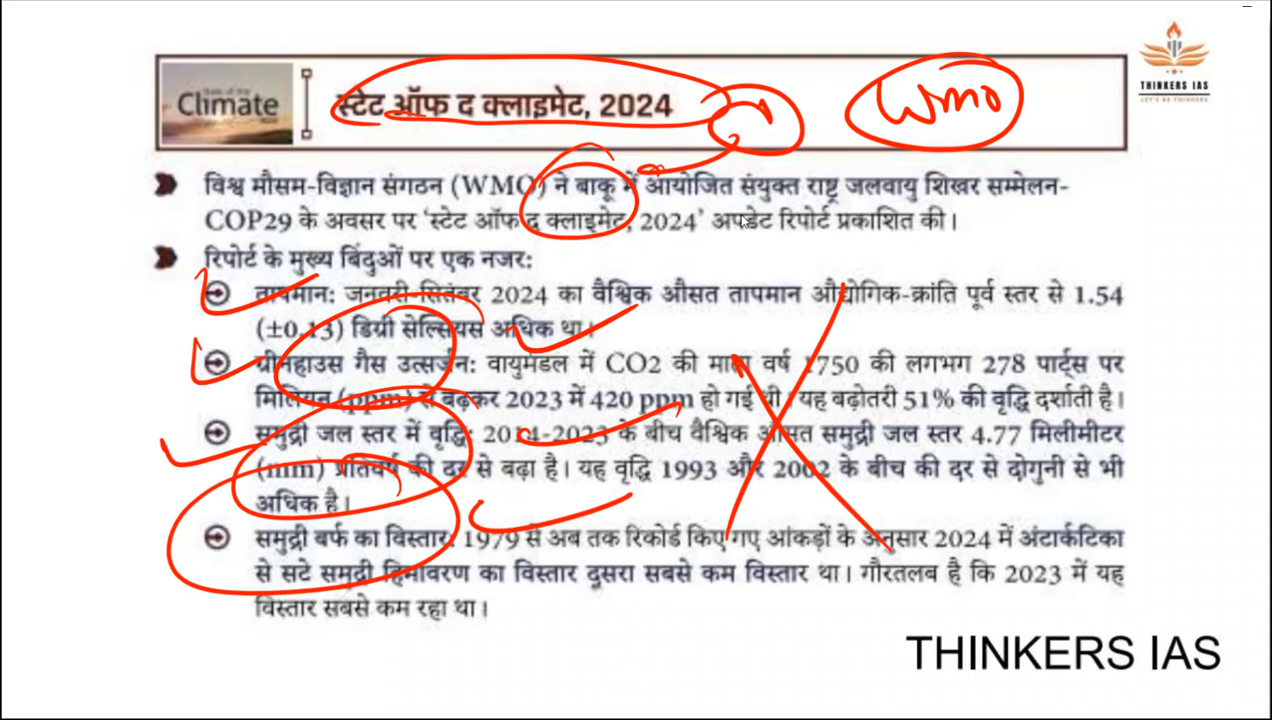 THINKERS IAS
LET'S BE THINKERS
State of the
Climate
स्टेट ऑफ द क्लाइमेट, 2024
WMO
विश्व मौसम-विज्ञान संगठन (WMO) ने बाकू में आयोजित संयुक्त राष्ट्र जलवायु शिखर सम्मेलन-
COP29 के अवसर पर ‘स्टेट ऑफ द क्लाइमेट, 2024’ अपडेट रिपोर्ट प्रकाशित की।
रिपोर्ट के मुख्य बिंदुओं पर एक नजर:
तापमान: जनवरी-सितंबर 2024 का वैश्विक औसत तापमान औद्योगिक-क्रांति पूर्व स्तर से 1.54
(±0.13) डिग्री सेल्सियस अधिक था।
ग्रीनहाउस गैस उत्सर्जन: वायुमंडल में CO2 की मात्रा वर्ष 1750 की लगभग 278 पार्ट्स पर
मिलियन (ppm) से बढ़कर 2023 में 420 ppm हो गई थी। यह बढ़ोतरी 51% की वृद्धि दर्शाती है।
समुद्री जल स्तर में वृद्धि: 2014-2023 के बीच वैश्विक औसत समुद्री जल स्तर 4.77 मिलीमीटर
(mm) प्रतिवर्ष की दर से बढ़ा है। यह वृद्धि 1993 और 2002 के बीच की दर से दोगुनी से भी
अधिक है।
समुद्री बर्फ का विस्तार: 1979 से अब तक रिकॉर्ड किए गए आंकड़ों के अनुसार 2024 में अंटार्कटिका
से सटे समुद्री हिमावरण का विस्तार दूसरा सबसे कम विस्तार था। गौरतलब है कि 2023 में यह
विस्तार सबसे कम रहा था।
THINKERS IAS